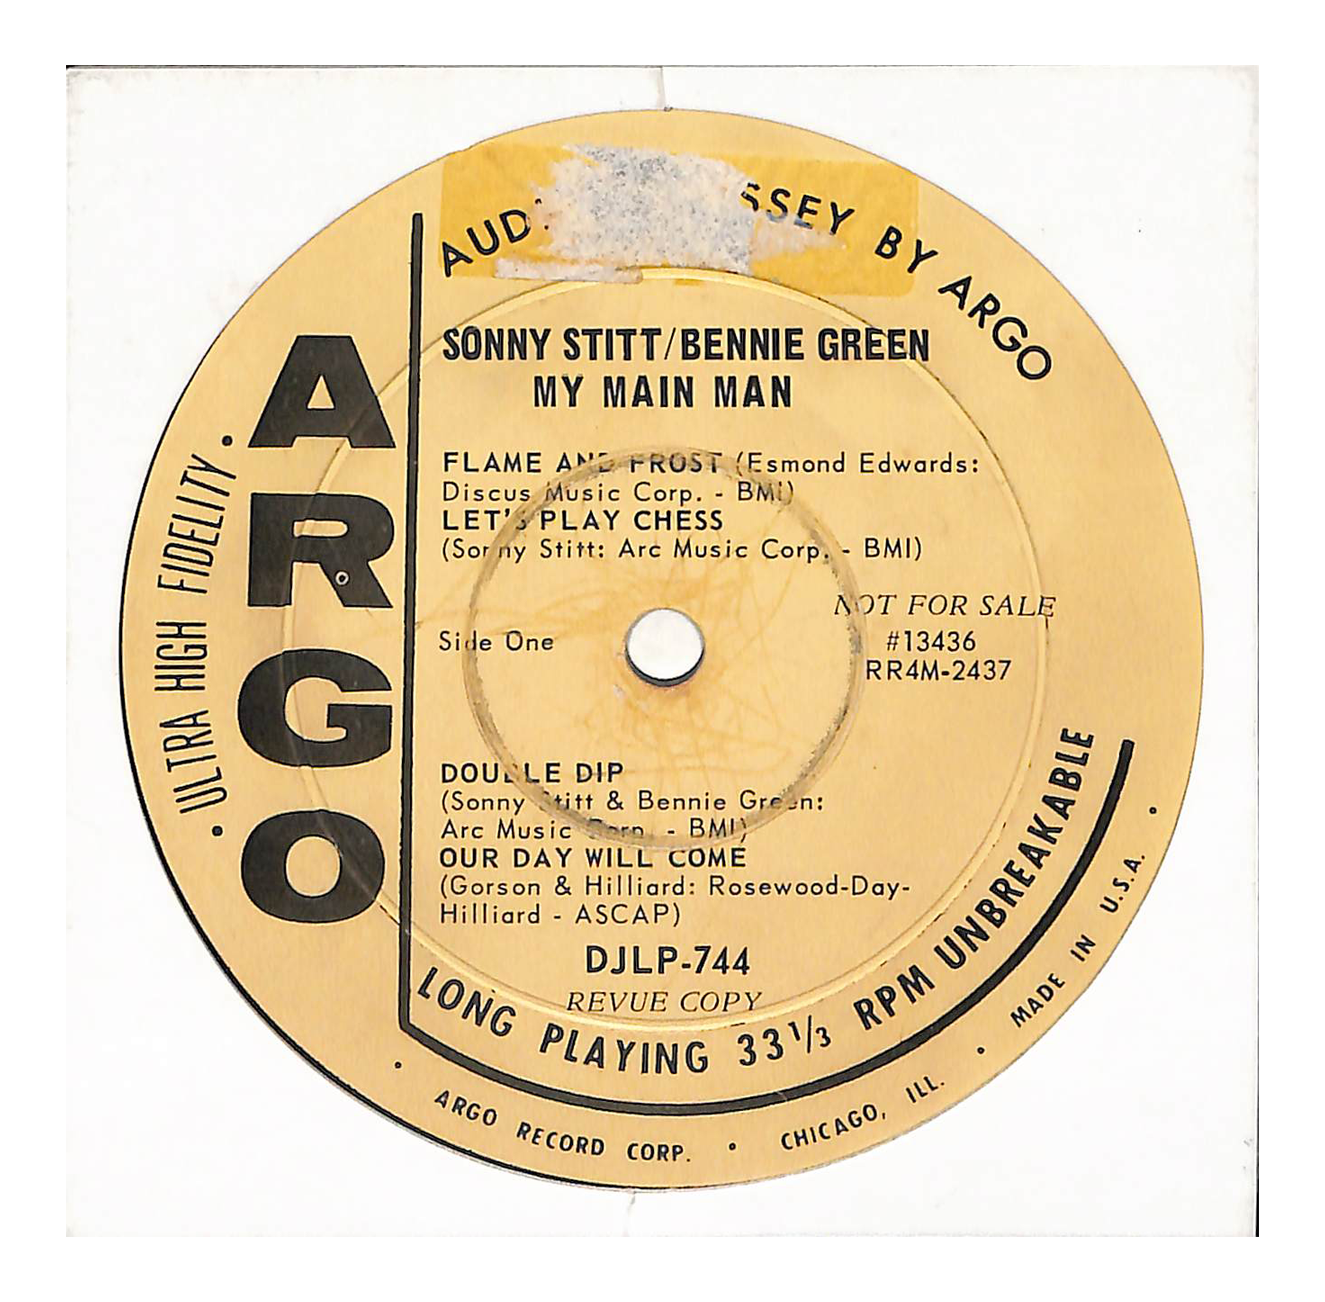 AUD SSEY BY ARGO
ARGO
• ULTRA HIGH FIDELITY •
SONNY STITT/BENNIE GREEN
MY MAIN MAN
FLAME AND FROST (Esmond Edwards:
Discus Music Corp. - BMI)
LET'S PLAY CHESS
(Sonny Stitt: Arc Music Corp. - BMI)
NOT FOR SALE
Side One
#13436
RR4M-2437
DOUBLE DIP
(Sonny Stitt & Bennie Green:
Arc Music Corp. - BMI)
OUR DAY WILL COME
(Gorson & Hilliard: Rosewood-Day-
Hilliard - ASCAP)
DJLP-744
REVUE COPY
LONG PLAYING 33 1/3 RPM UNBREAKABLE
• ARGO RECORD CORP. • CHICAGO, ILL. • MADE IN U.S.A. •